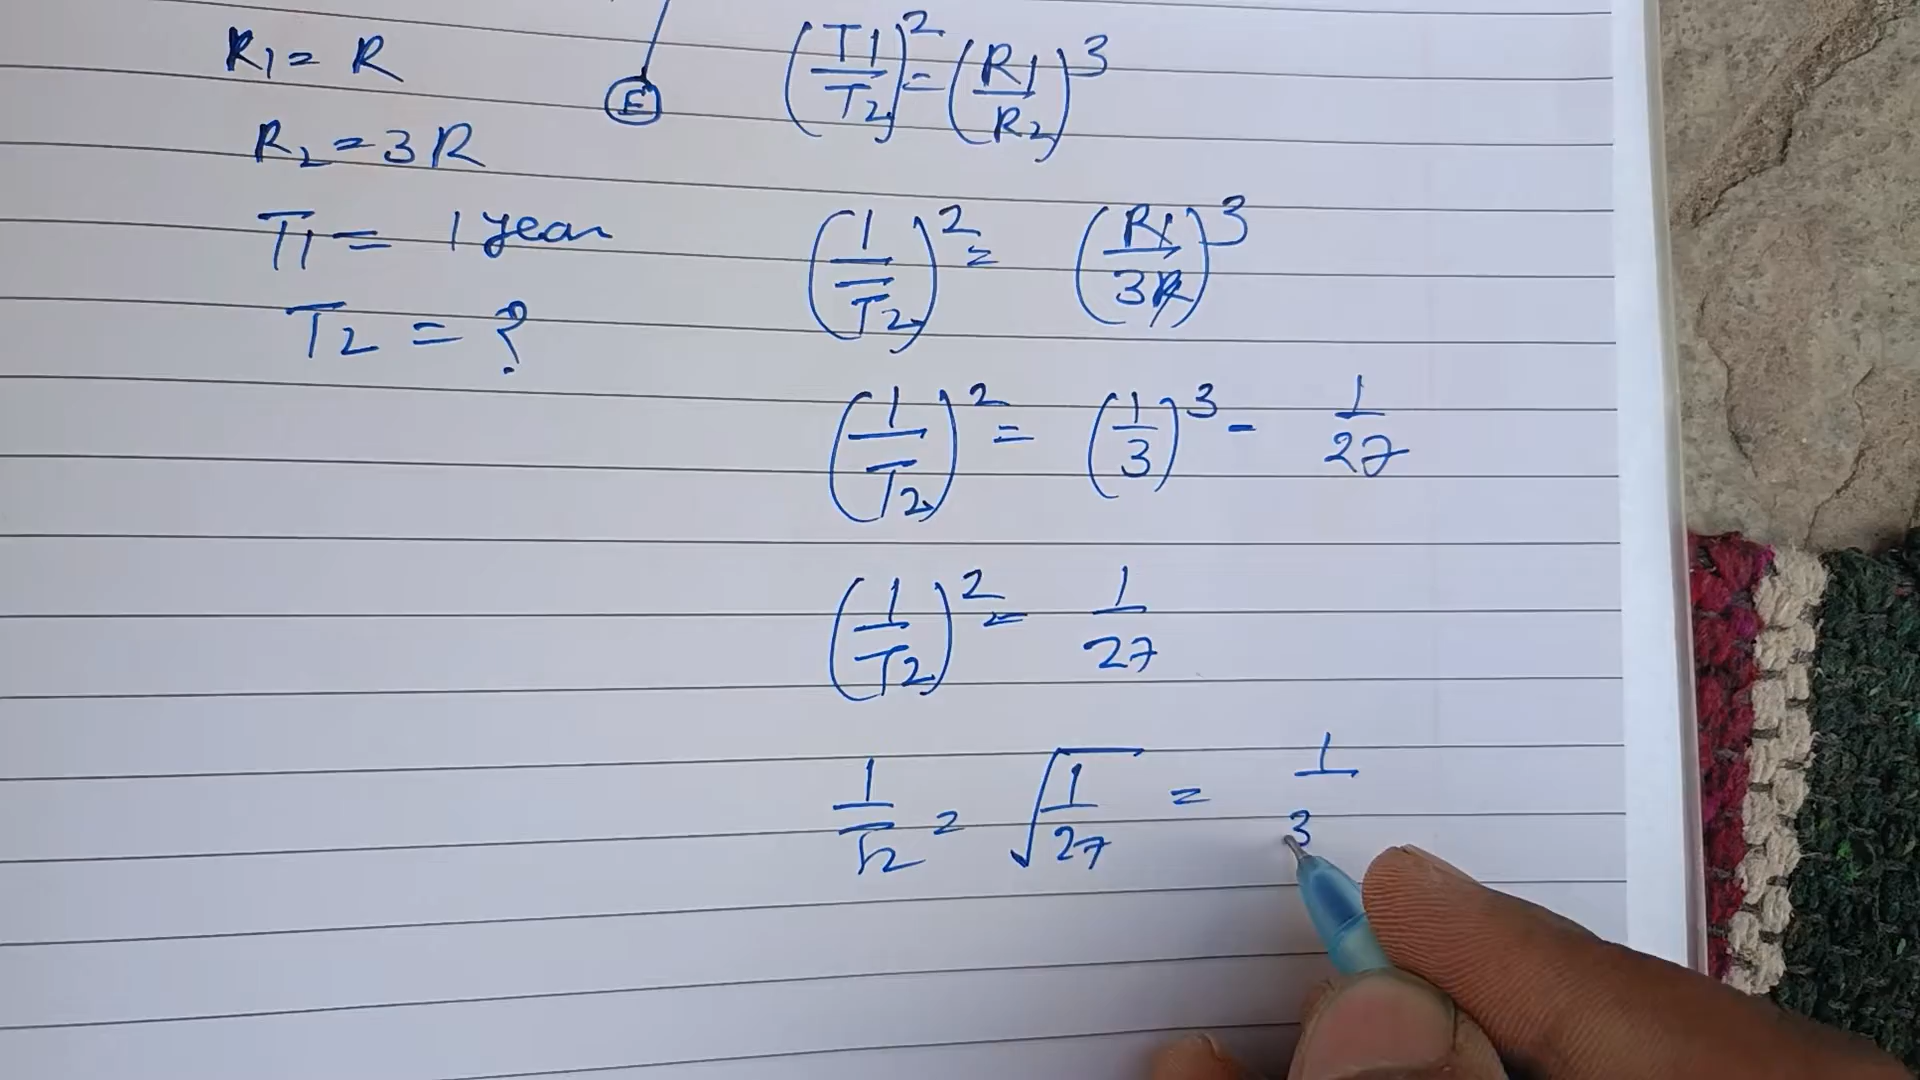 R1 = R
R2 = 3R
T1 = 1 year
T2 = ?
E
(T1/T2)² = (R1/R2)³
(1/T2)² = (R1/3R)³
(1/T2)² = (1/3)³ - 1/27
(1/T2)² = 1/27
1/T2 = √(1/27) = 1/3